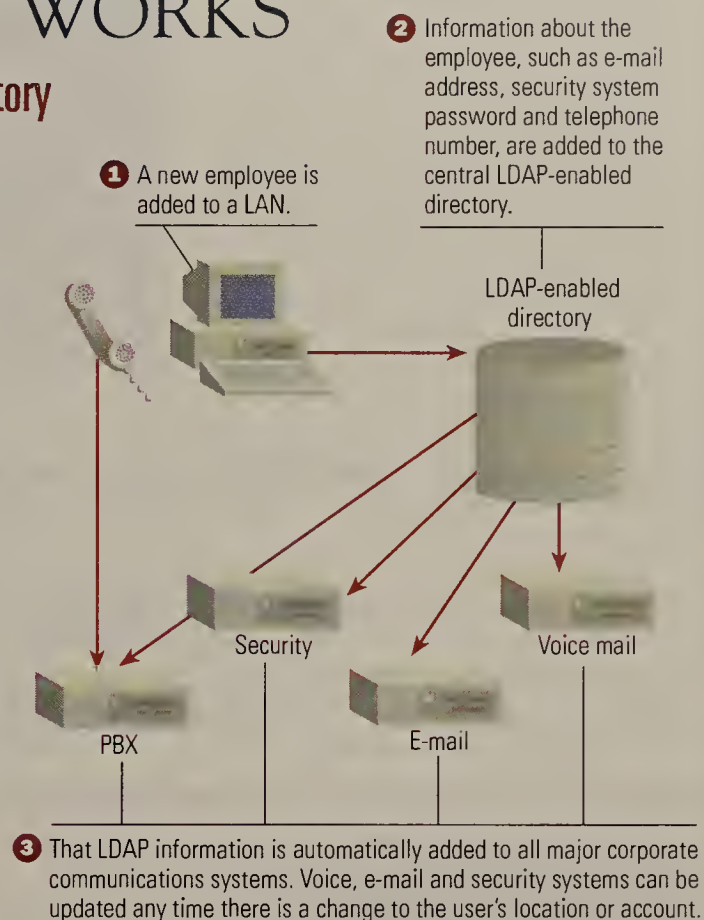 WORKS
tory
2 Information about the
employee, such as e-mail
address, security system
password and telephone
number, are added to the
central LDAP-enabled
directory.
1 A new employee is
added to a LAN.
LDAP-enabled
directory
Security
Voice mail
PBX
E-mail
3 That LDAP information is automatically added to all major corporate
communications systems. Voice, e-mail and security systems can be
updated any time there is a change to the user's location or account.